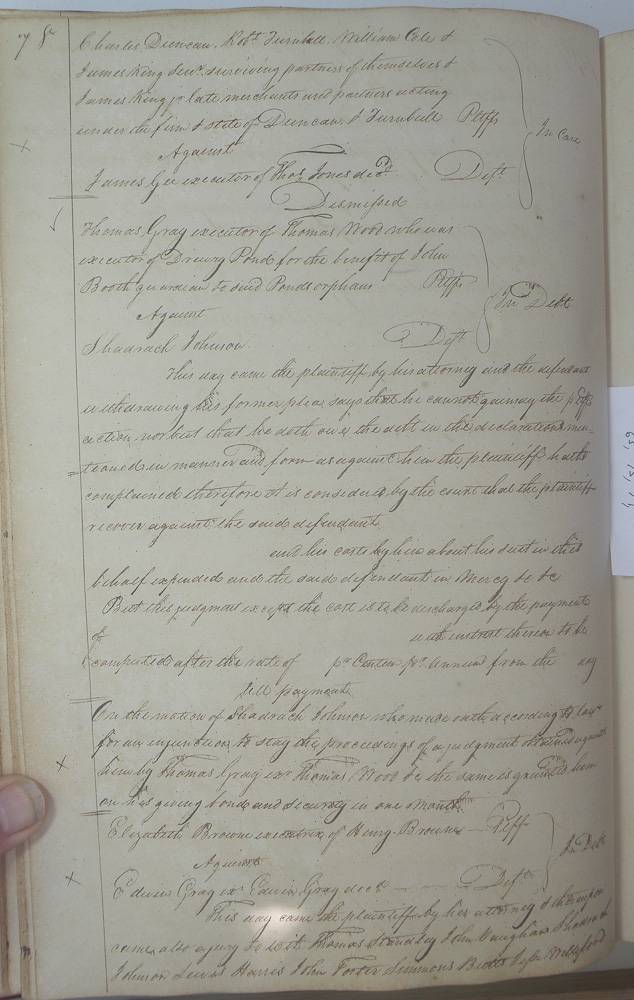 Charles Duncan, Robt. Turnbull, William Cole &
James King Senr. surviving partners of themselves &
James King jr late merchants and partners acting
under the firm & stile of Duncan & Turnbull Pltfs
Against
In Case
James Gee executor of Thos. Jones decd. Deft
Dismissed
Thomas Gray executor of Thomas Wood who was
executor of Drewry Pond for the benefit of John
Booth guardian to said Ponds orphans Pltfs
In Debt
Against
Deft
Shadrach Johnson
This day came the plaintiff by his attorney and the defendant
withdrawing his former plea says that he cannot gainsay the pltfs
action, nor but that he doth owe the debt in the declaration men-
tioned in manner and form as against him the plaintiff hath
complained therefore it is considered by the court that the plaintiff
recover against the said defendant
and his costs by him about his suit in this
behalf expended and the said defendant in Mercy &c &c
But this judgment except the cost is to be discharged by the payment
of with interest thereon to be
computed after the rate of pr Centum pr. Annum from the day
till payment
On the motion of Shadrach Johnson who made oath according to law
for an injunction to stay the proceedings of a judgment obtained against
him by Thomas Gray exr Thomas Wood &c the same is granted him
on his giving bond and security in one month
Elizabeth Browne executrix of Henry Browne Pltff
Against
In Debt
Edwin Gray exr Edwin Gray decd Deft
This day came the plaintiff by her attorney & thereupon
came also a jury to wit, Thomas Stanley John Vaughan Shadrach
Johnson Lewis Harris John Porter Simmons